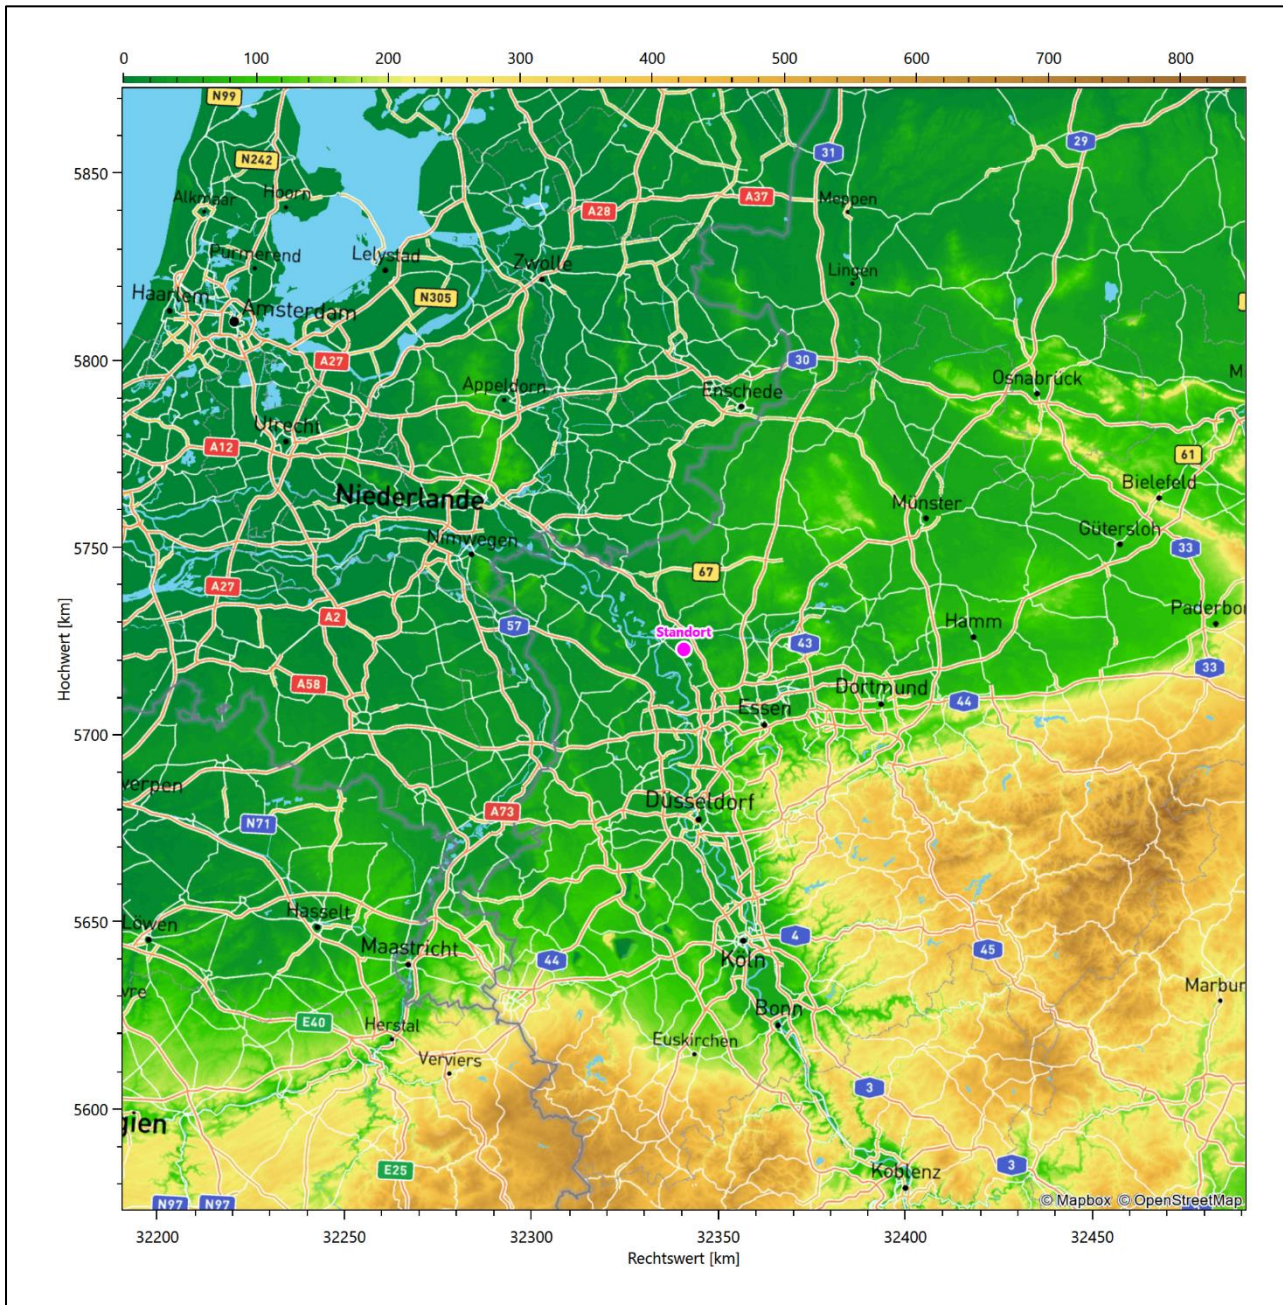 0 100 200 300 400 500 600 700 800
N99
29
31
N242
5850
Alkmaar Hoorn
A37
Meppen
A28
Purmerend Lelystad Zwolle
Lingen
Haarlem
N305
Amsterdam
5800
A27
30
Osnabrück
Appeldorn
Enschede
M
Utrecht
A12
61
Bielefeld
Niederlande
Münster
Gütersloh
Nimwegen
5750
33
67
A27
Paderbor
A2
57
Hamm
Standort
43
33
A58
Dortmund
44
Essen
5700
verpen
Düsseldorf
A73
N71
Hasselt
5650
Löwen
Maastricht
4
45
44
Köln
vre
Marbur
Bonn
E40
Herstal
Euskirchen
Verviers
5600
3
gien
E25
Koblenz
3
N97 N97
© Mapbox © OpenStreetMap
32200 32250 32300 32350 32400 32450
Rechtswert [km]
Hochwert [km]